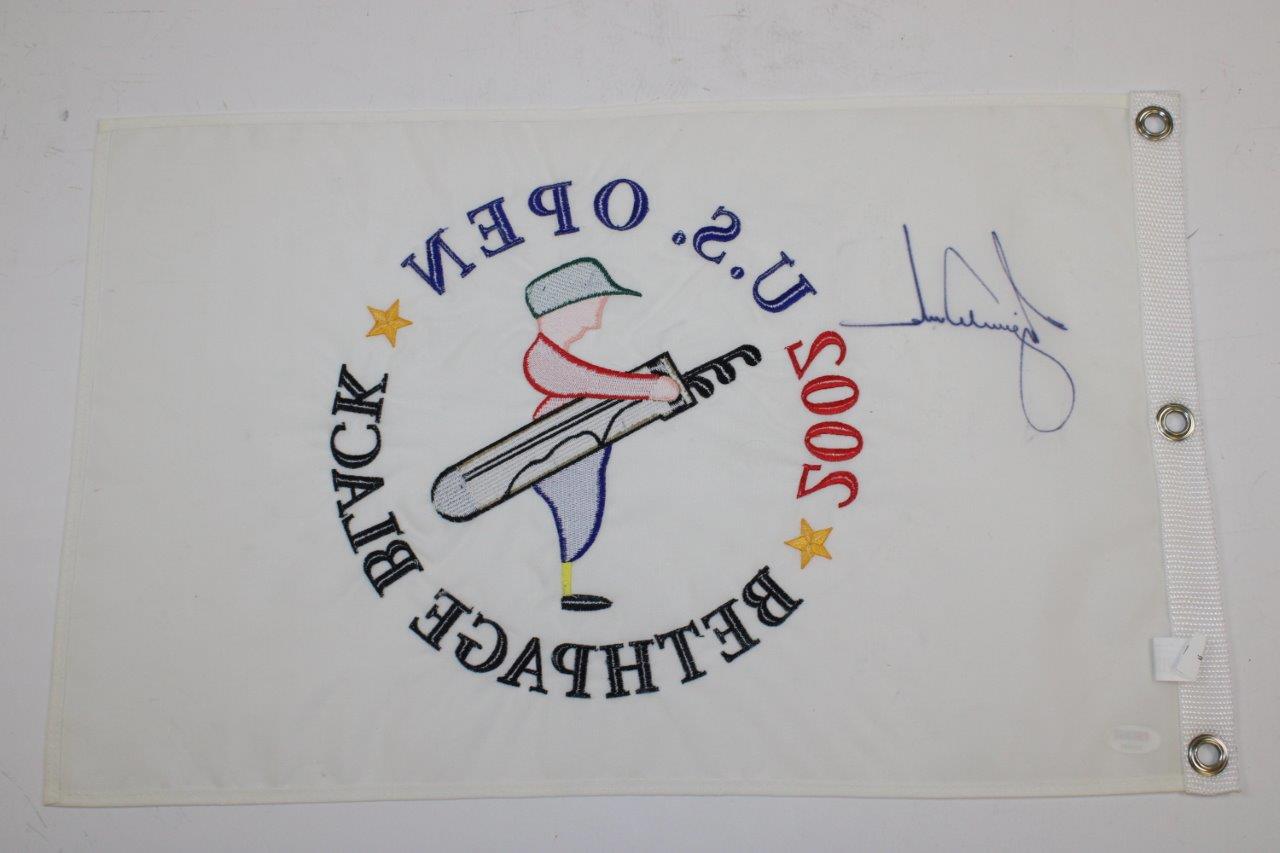 2002
U.S. OPEN
BETHPAGE BLACK